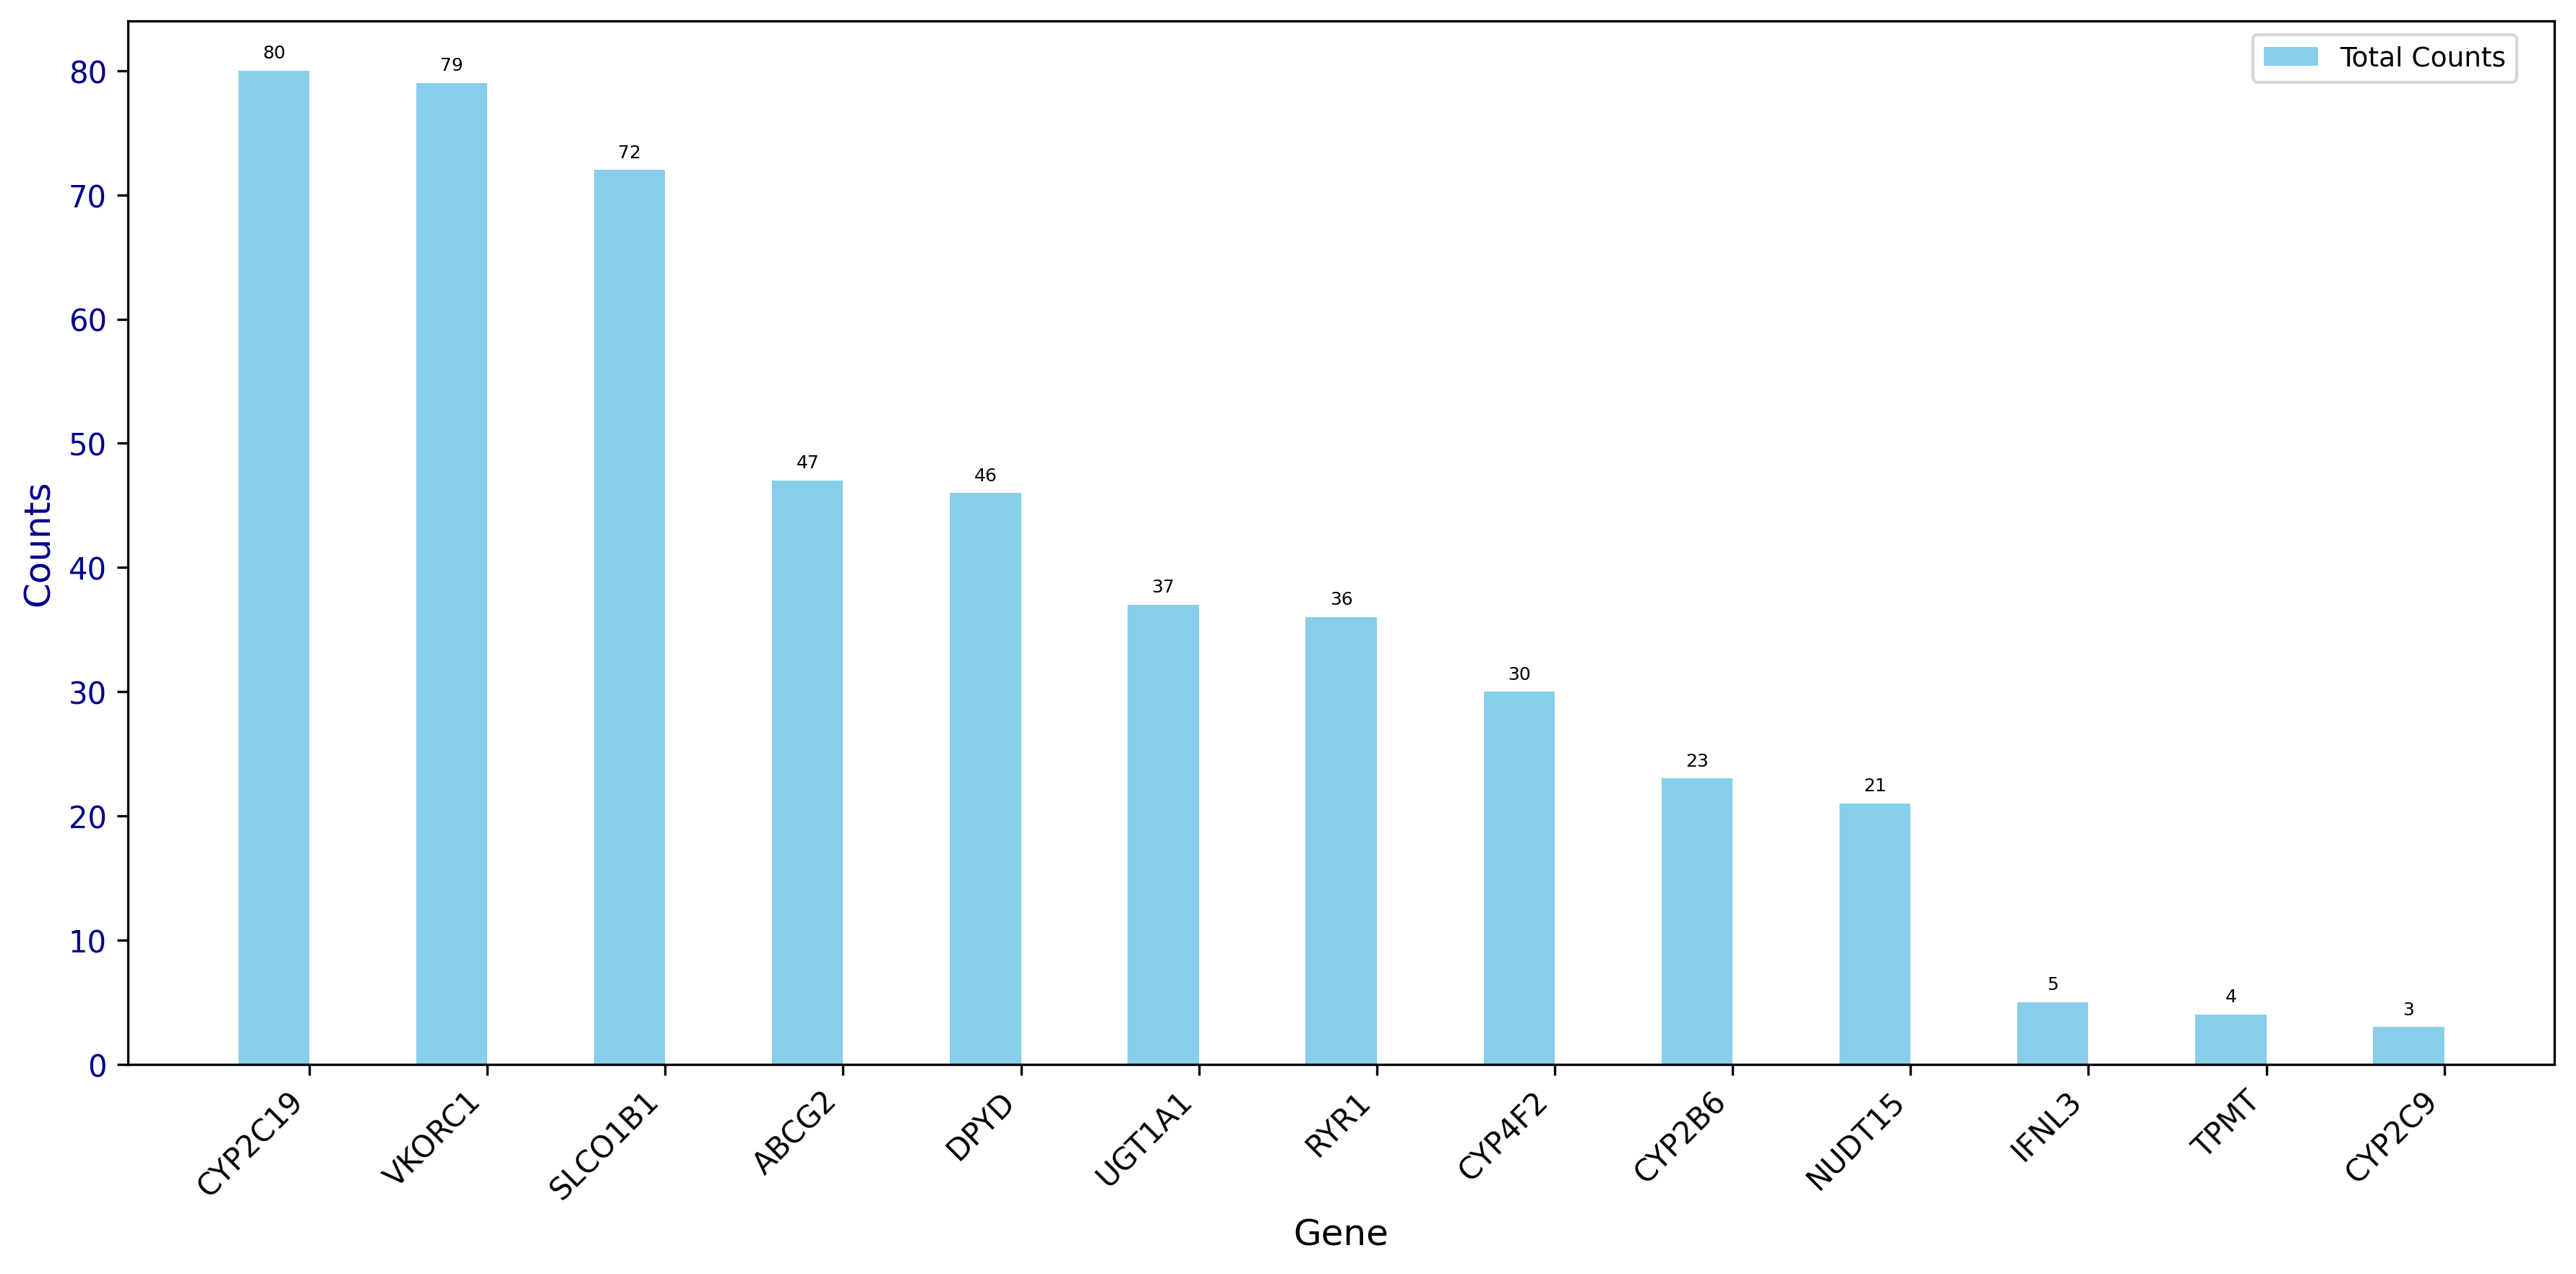 Total Counts
Counts
80
70
60
50
40
30
20
10
0
80
79
72
47
46
37
36
30
23
21
5
4
3
CYP2C19
VKORC1
SLCO1B1
ABCG2
DPYD
UGT1A1
RYR1
CYP4F2
CYP2B6
NUDT15
IFNL3
TPMT
CYP2C9
Gene